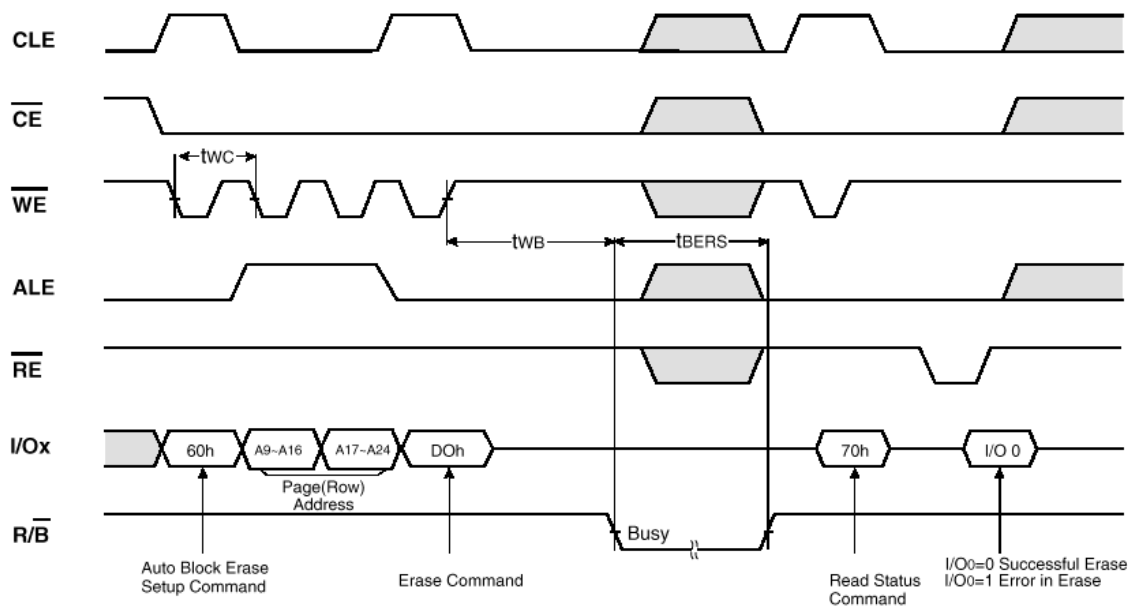 CLE
CE
tWC
WE
tWB
tBERS
ALE
RE
I/Ox
60h
A9~A16
A17~A24
DOh
70h
I/O 0
Page(Row)
Address
R/B
Busy
Auto Block Erase
Setup Command
Erase Command
Read Status
Command
I/O0=0 Successful Erase
I/O0=1 Error in Erase